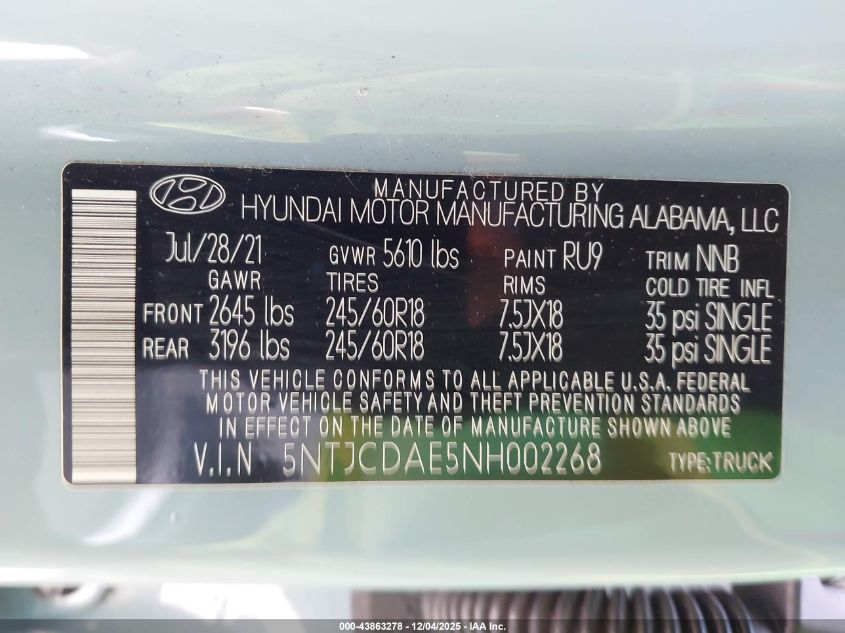 MANUFACTURED BY
HYUNDAI MOTOR MANUFACTURING ALABAMA, LLC
Jul/28/21 GVWR 5610 lbs PAINT RU9 TRIM NNB
GAWR TIRES RIMS COLD TIRE INFL
FRONT 2645 lbs 245/60R18 7.5JX18 35 psi SINGLE
REAR 3196 lbs 245/60R18 7.5JX18 35 psi SINGLE
THIS VEHICLE CONFORMS TO ALL APPLICABLE U.S.A. FEDERAL
MOTOR VEHICLE SAFETY AND THEFT PREVENTION STANDARDS
IN EFFECT ON THE DATE OF MANUFACTURE SHOWN ABOVE.
V.I.N 5NTJCDAE5NH002268 TYPE:TRUCK
000-43863278 - 12/04/2025 - IAA Inc.